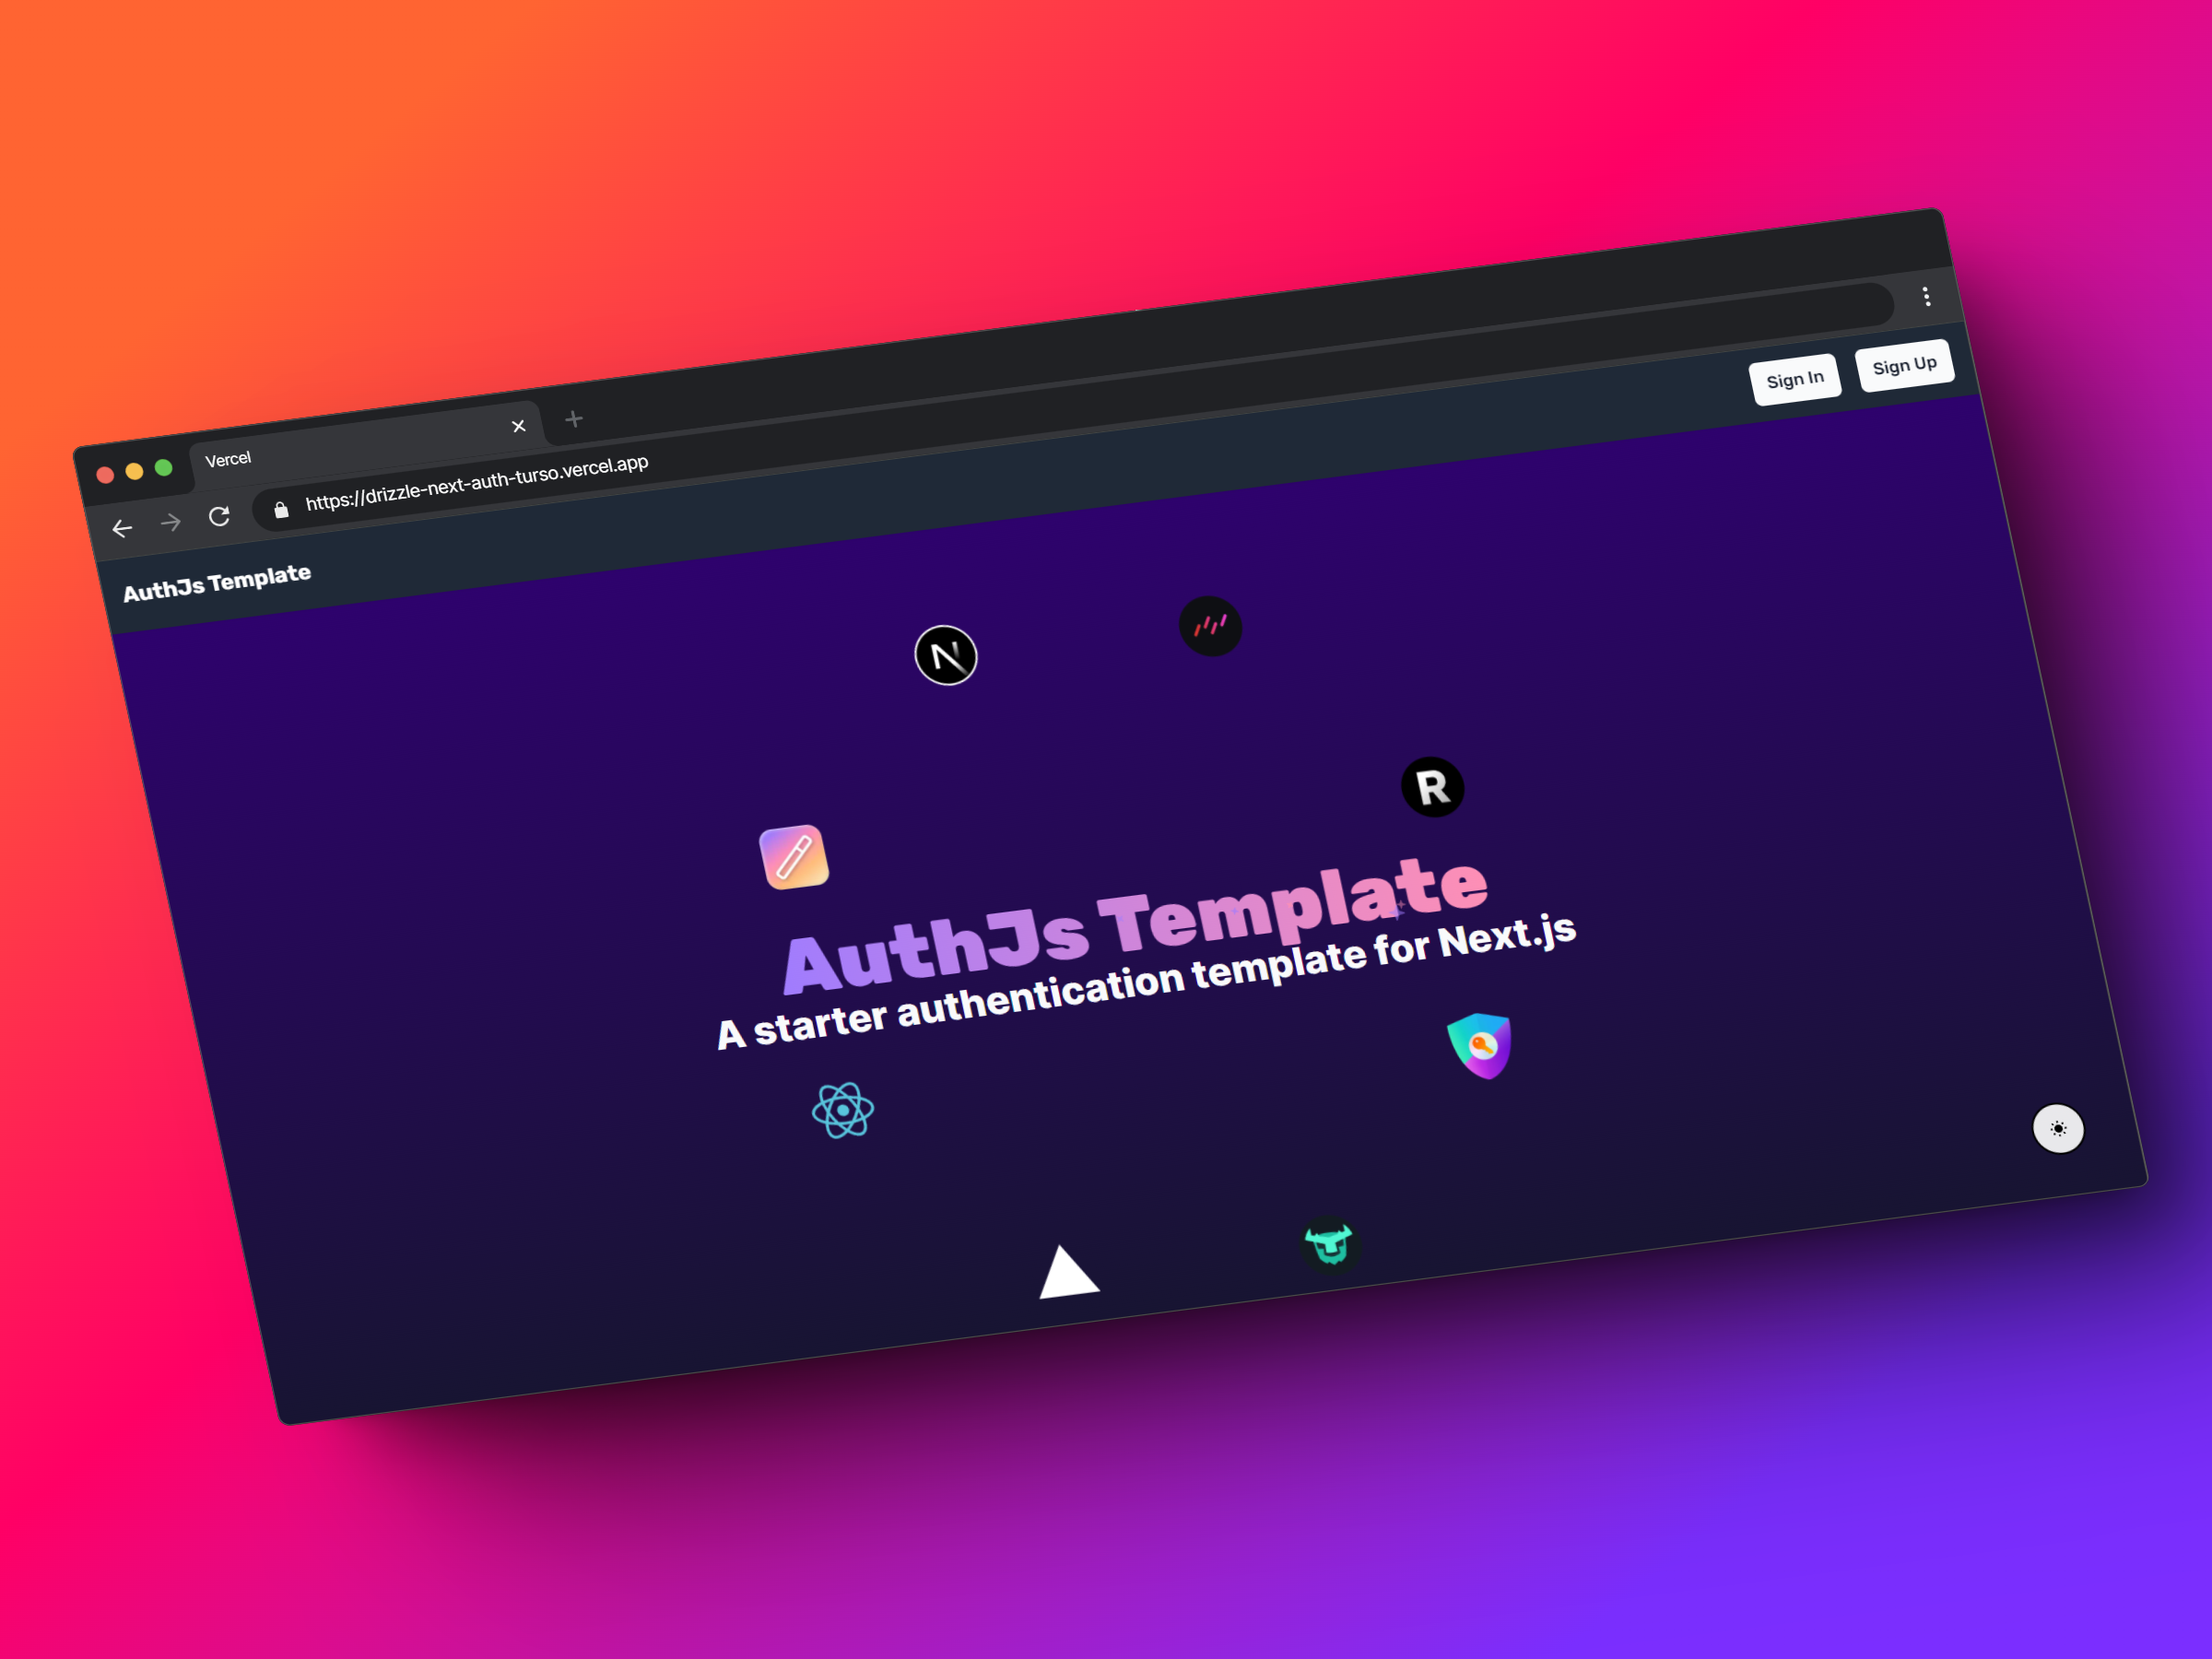 Vercel
https://drizzle-next-auth-turso.vercel.app
AuthJs Template
Sign In
Sign Up
N
R
AuthJs Template
A starter authentication template for Next.js